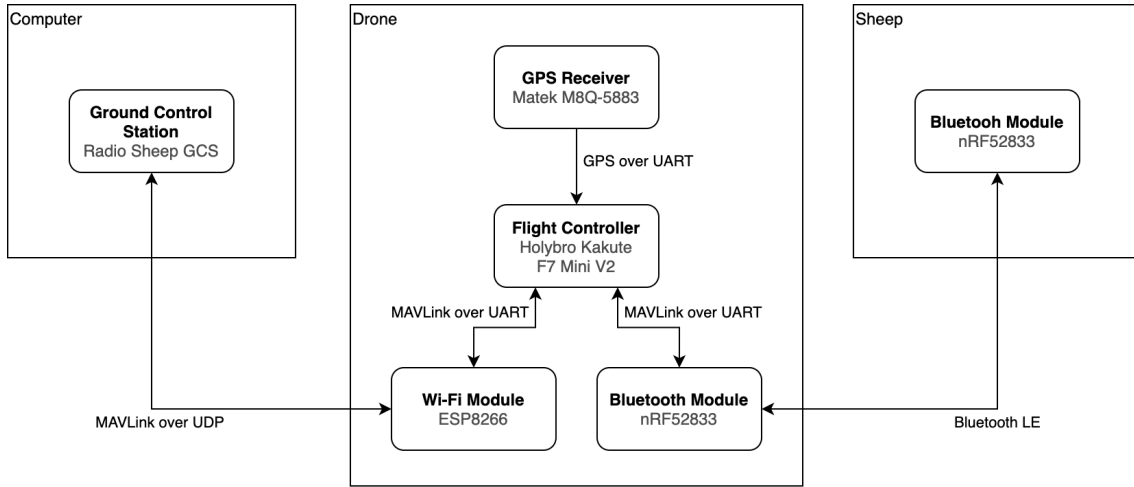 Computer
Drone
Sheep
GPS Receiver
Matek M8Q-5883
Ground Control
Station
Radio Sheep GCS
Bluetooh Module
nRF52833
GPS over UART
Flight Controller
Holybro Kakute
F7 Mini V2
MAVLink over UART
MAVLink over UART
Wi-Fi Module
ESP8266
Bluetooth Module
nRF52833
MAVLink over UDP
Bluetooth LE